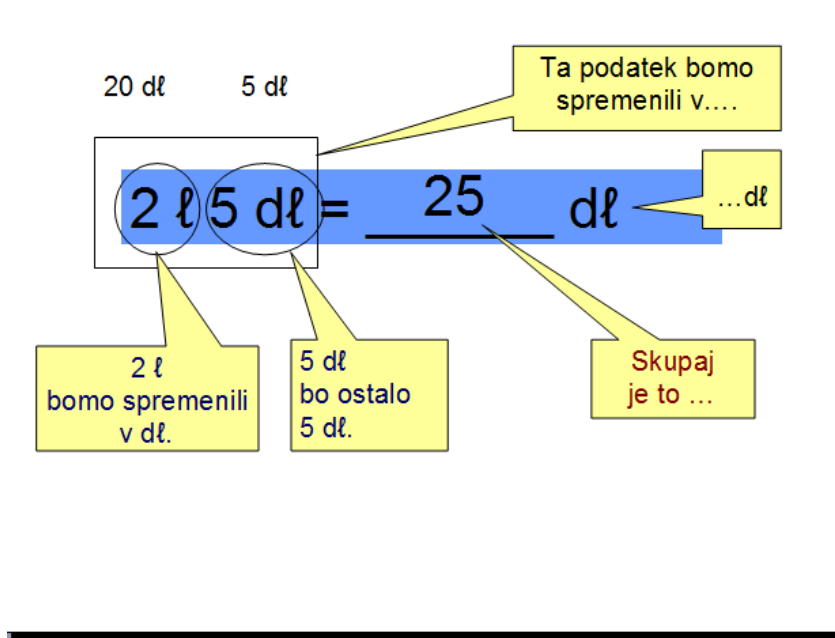 Ta podatek bomo
spremenili v....
20 dℓ 5 dℓ
2 ℓ 5 dℓ = 25 dℓ
...dℓ
2 ℓ
bomo spremenili
v dℓ.
5 dℓ
bo ostalo
5 dℓ.
Skupaj
je to ...